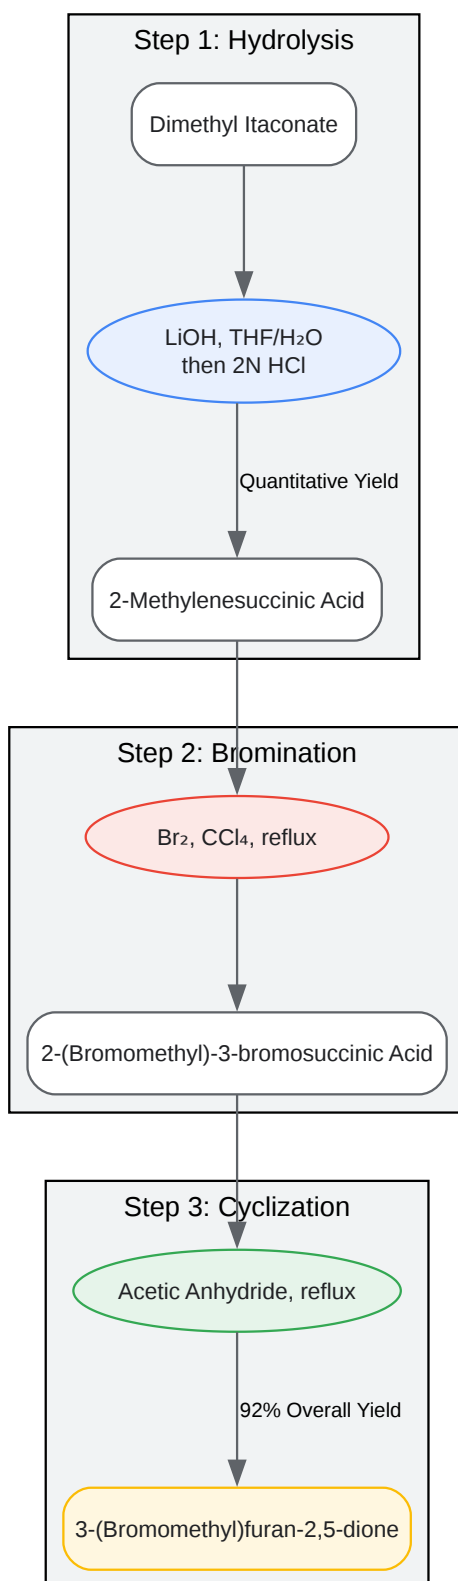 Step 1: Hydrolysis
Dimethyl Itaconate
LiOH, THF/H₂O
then 2N HCl
Quantitative Yield
2-Methylenesuccinic Acid
Step 2: Bromination
Br₂, CCl₄, reflux
2-(Bromomethyl)-3-bromosuccinic Acid
Step 3: Cyclization
Acetic Anhydride, reflux
92% Overall Yield
3-(Bromomethyl)furan-2,5-dione